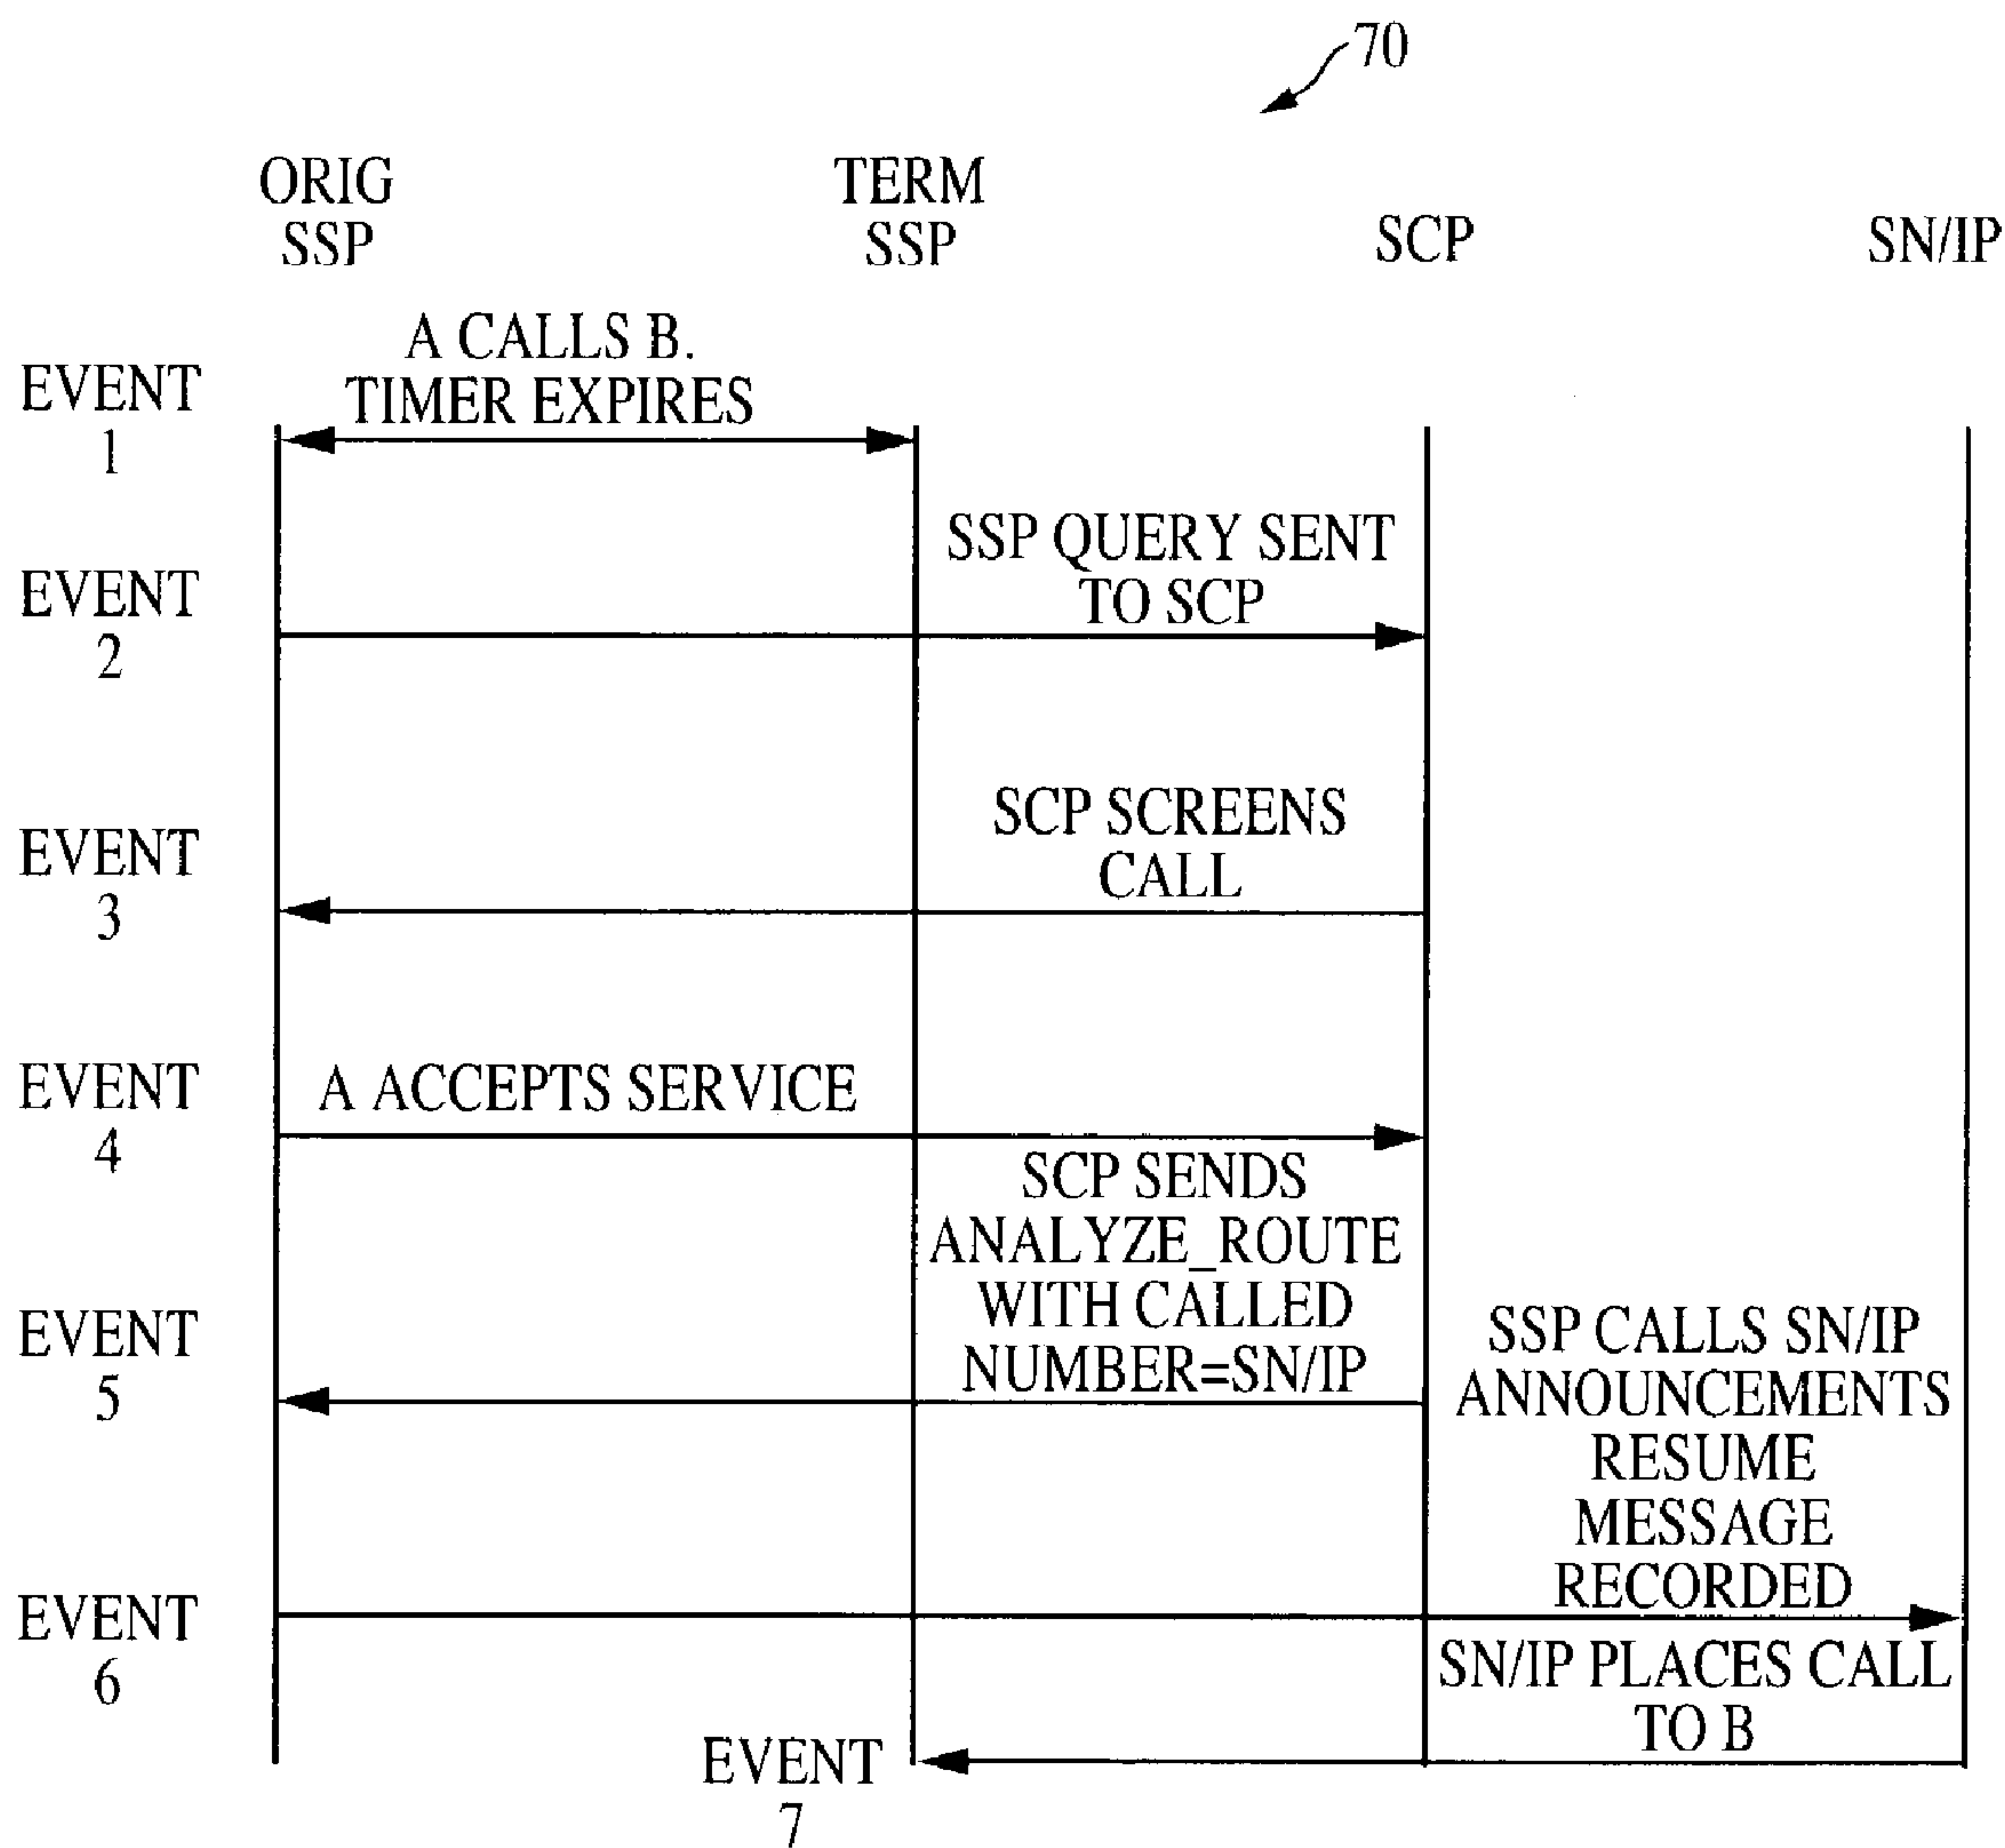 70
ORIG
SSP
TERM
SSP
SCP
SN/IP
EVENT
1
A CALLS B.
TIMER EXPIRES
EVENT
2
SSP QUERY SENT
TO SCP
EVENT
3
SCP SCREENS
CALL
EVENT
4
A ACCEPTS SERVICE
EVENT
5
SCP SENDS
ANALYZE_ROUTE
WITH CALLED
NUMBER=SN/IP
EVENT
6
SSP CALLS SN/IP
ANNOUNCEMENTS
RESUME
MESSAGE
RECORDED
EVENT
7
SN/IP PLACES CALL
TO B